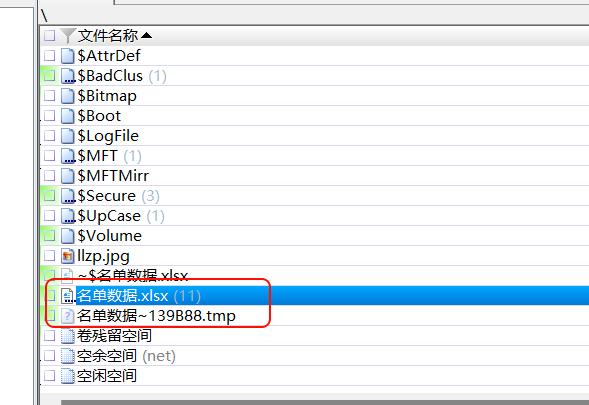 \
文件名称
$AttrDef
$BadClus (1)
$Bitmap
$Boot
$LogFile
$MFT (1)
$MFTMirr
$Secure (3)
$UpCase (1)
$Volume
llzp.jpg
~$名单数据.xlsx
名单数据.xlsx (11)
名单数据~139B88.tmp
卷残留空间
空余空间 (net)
空闲空间